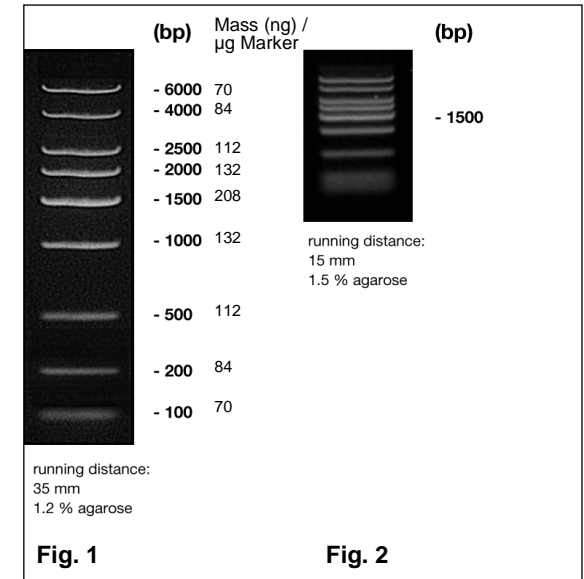 (bp) Mass (ng) /
µg Marker
- 6000 70
- 4000 84
- 2500 112
- 2000 132
- 1500 208
- 1000 132
- 500 112
- 200 84
- 100 70
running distance:
35 mm
1.2 % agarose
Fig. 1
(bp)
- 1500
running distance:
15 mm
1.5 % agarose
Fig. 2